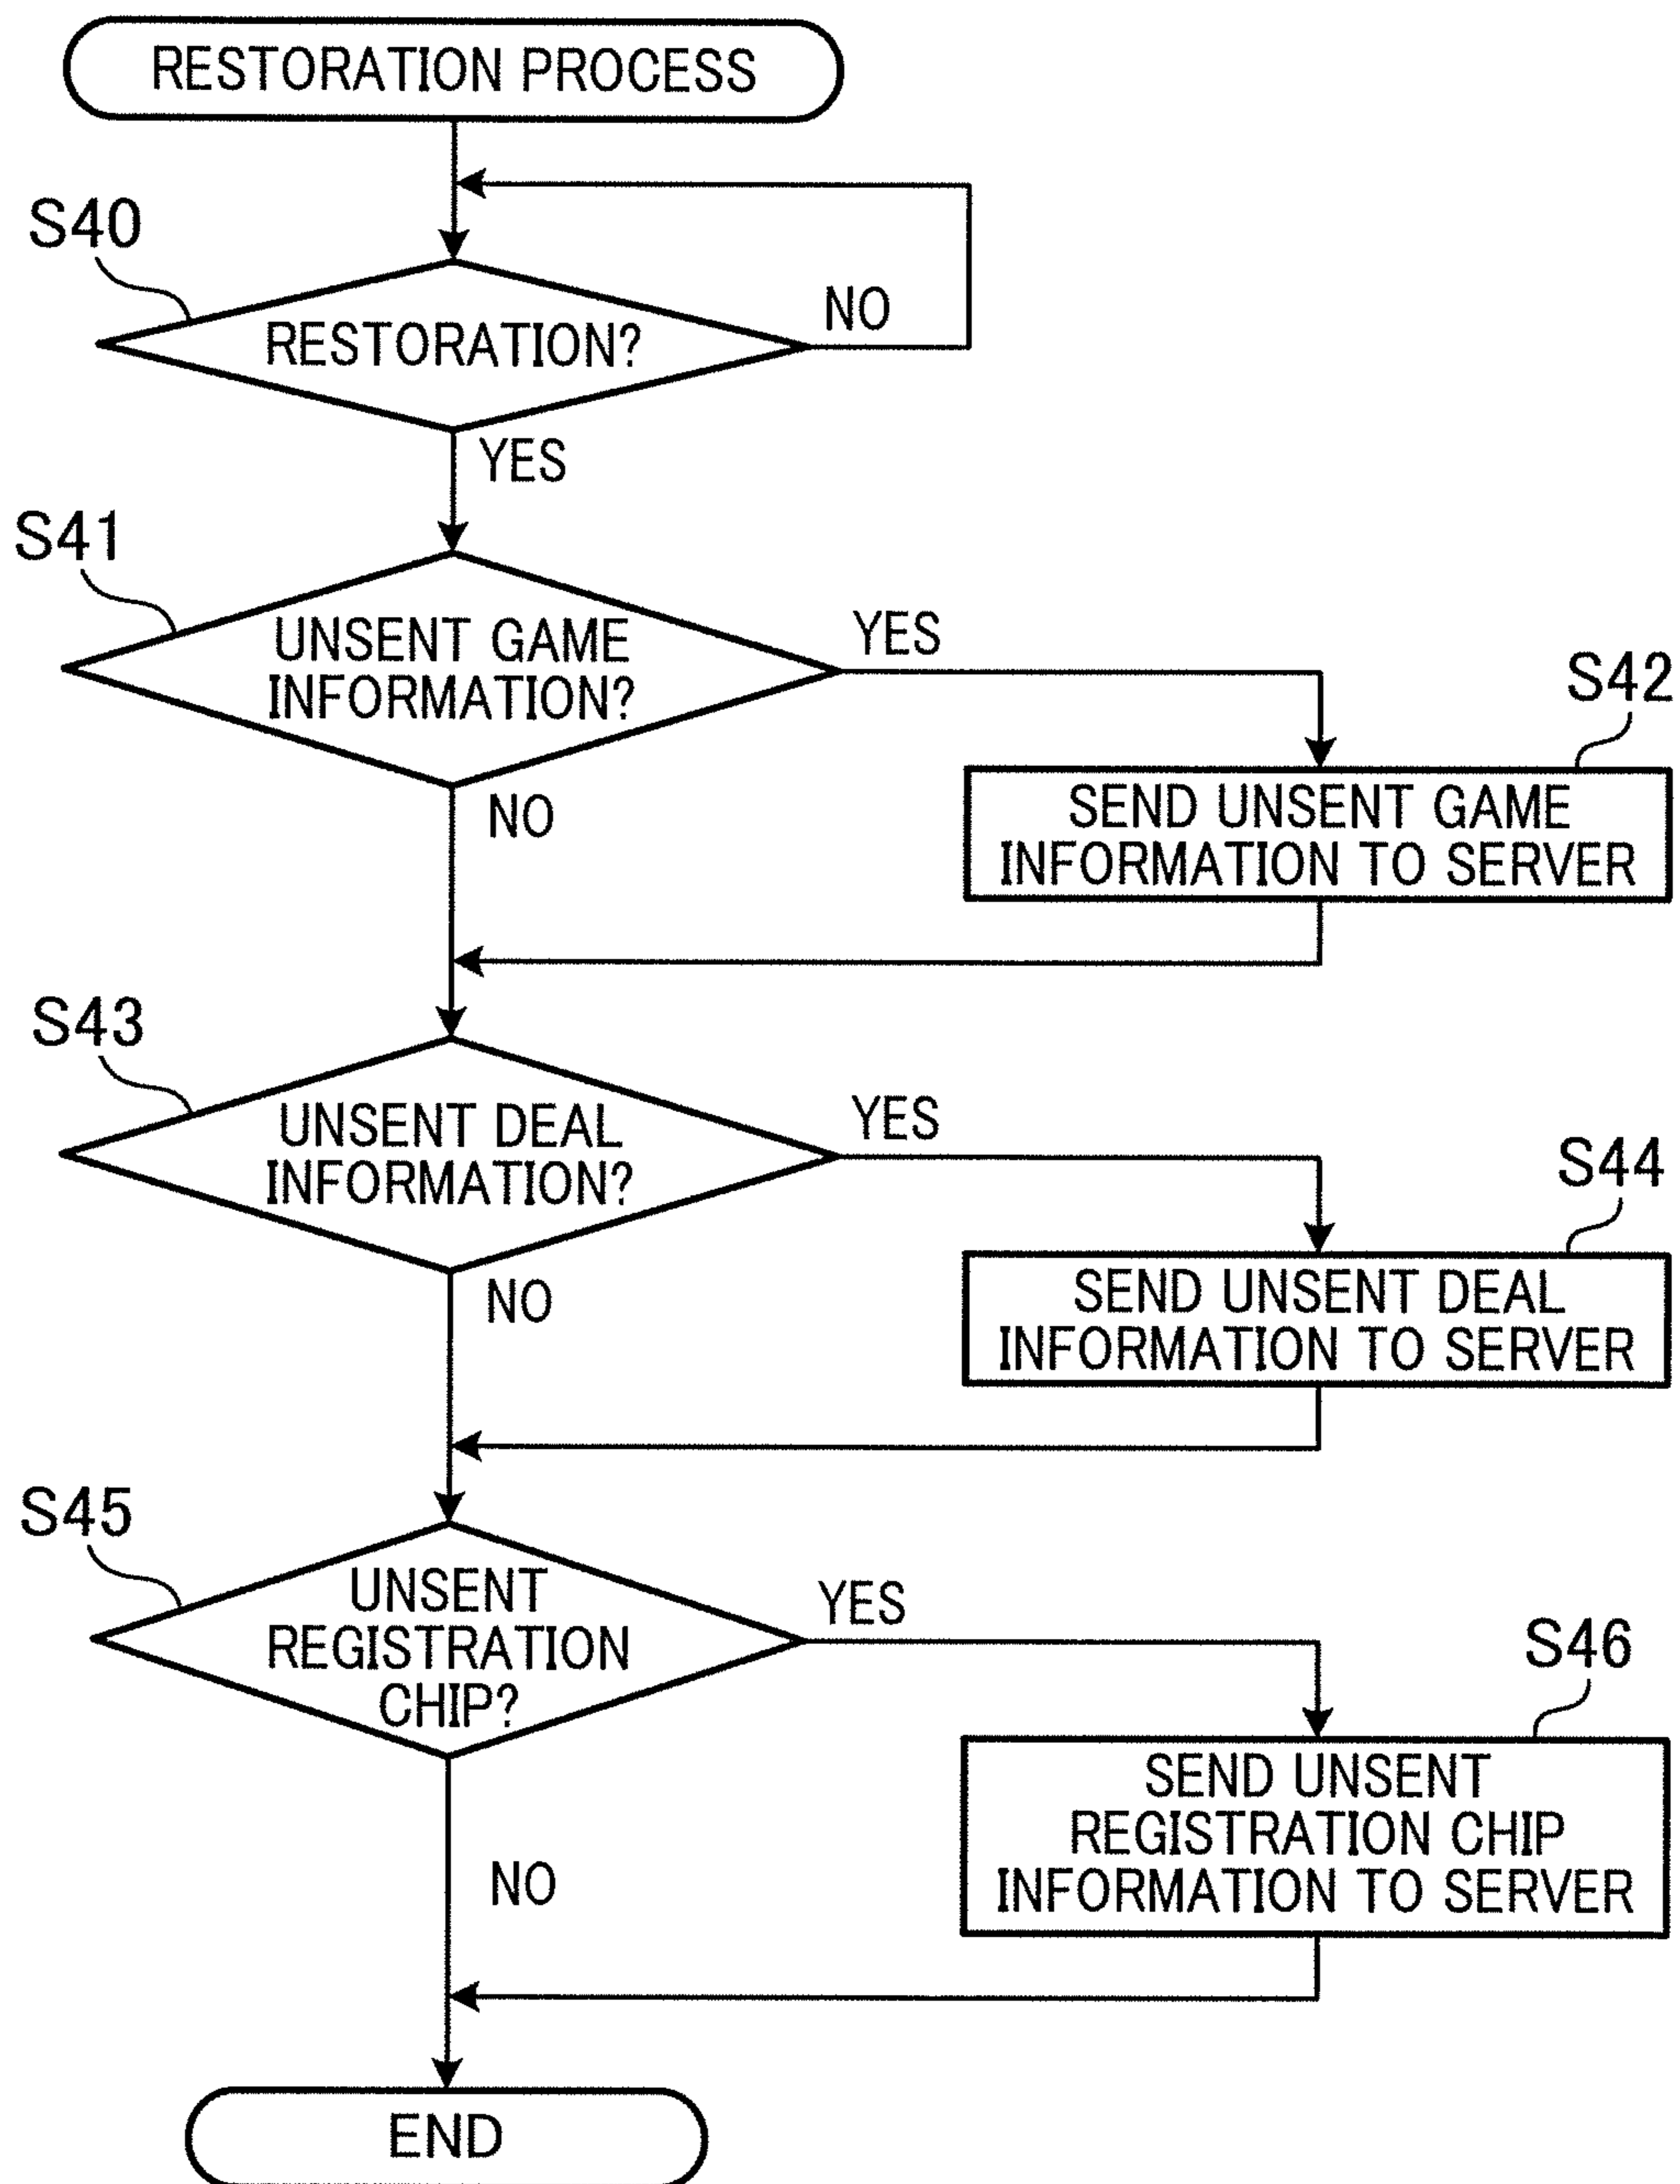 RESTORATION PROCESS
S40
RESTORATION?
NO
YES
S41
UNSENT GAME
INFORMATION?
YES
NO
S42
SEND UNSENT GAME
INFORMATION TO SERVER
S43
UNSENT DEAL
INFORMATION?
YES
NO
S44
SEND UNSENT DEAL
INFORMATION TO SERVER
S45
UNSENT
REGISTRATION
CHIP?
YES
NO
S46
SEND UNSENT
REGISTRATION CHIP
INFORMATION TO SERVER
END